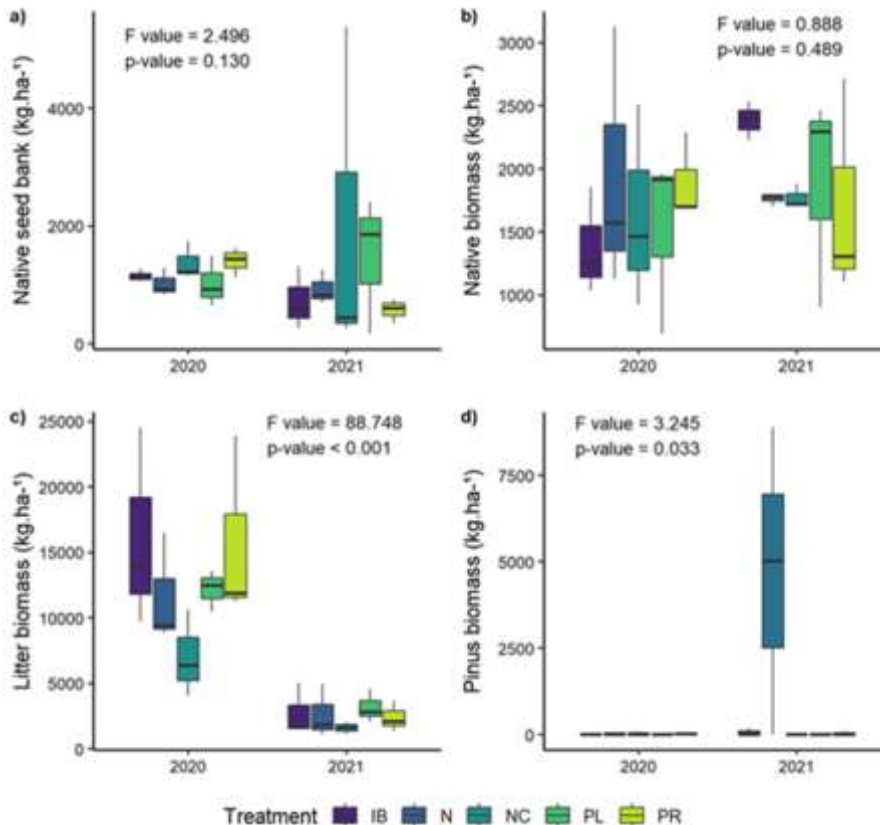 a)
F value = 2.496
p-value = 0.130
Native seed bank (kg.ha-¹)
4000
2000
0
2020
2021
b)
F value = 0.888
p-value = 0.489
Native biomass (kg.ha-¹)
3000
2500
2000
1500
1000
2020
2021
c)
F value = 88.748
p-value < 0.001
Litter biomass (kg.ha-¹)
25000
20000
15000
10000
5000
0
2020
2021
d)
F value = 3.245
p-value = 0.033
Pinus biomass (kg.ha-¹)
7500
5000
2500
0
2020
2021
Treatment IB N NC PL PR